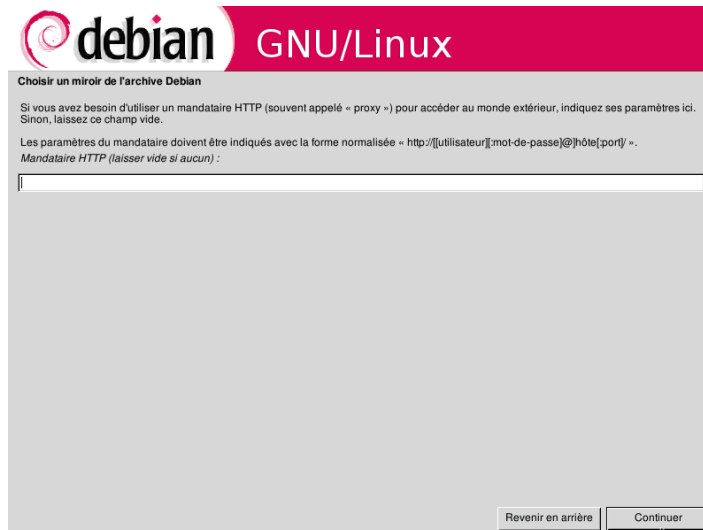 debian GNU/Linux
Choisir un miroir de l'archive Debian
Si vous avez besoin d'utiliser un mandataire HTTP (souvent appelé « proxy ») pour accéder au monde extérieur, indiquez ses paramètres ici.
Sinon, laissez ce champ vide.
Les paramètres du mandataire doivent être indiqués avec la forme normalisée « http://[[utilisateur][:mot-de-passe]@]hôte[:port]/ ».
Mandataire HTTP (laisser vide si aucun) :
Revenir en arrière Continuer